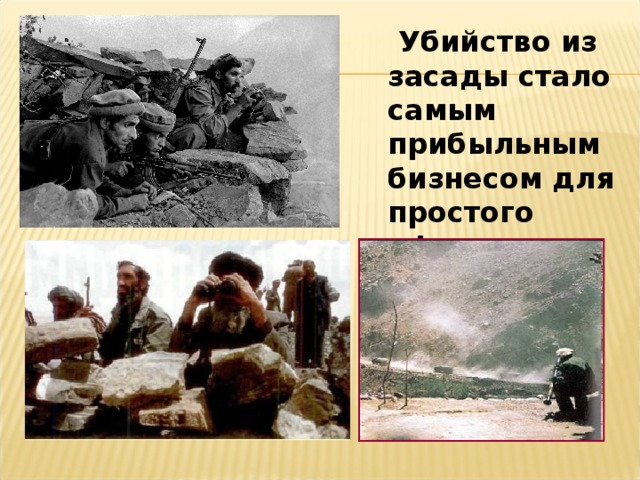 Убийство из
засады стало
самым
прибыльным
бизнесом для
простого